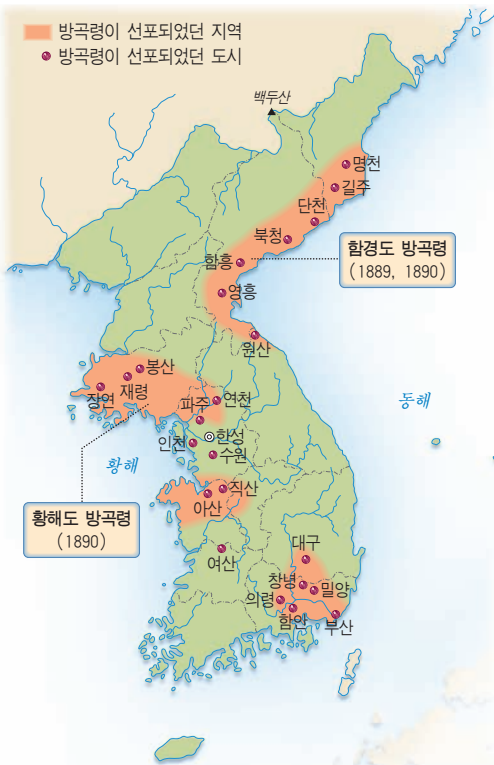 방곡령이 선포되었던 지역
방곡령이 선포되었던 도시
백두산
명천
길주
단천
북청
함흥
함경도 방곡령
(1889, 1890)
영흥
원산
봉산
재령
장연
연천
파주
한성
인천
수원
동해
황해
직산
아산
황해도 방곡령
(1890)
여산
대구
창녕
밀양
의령
함안
부산